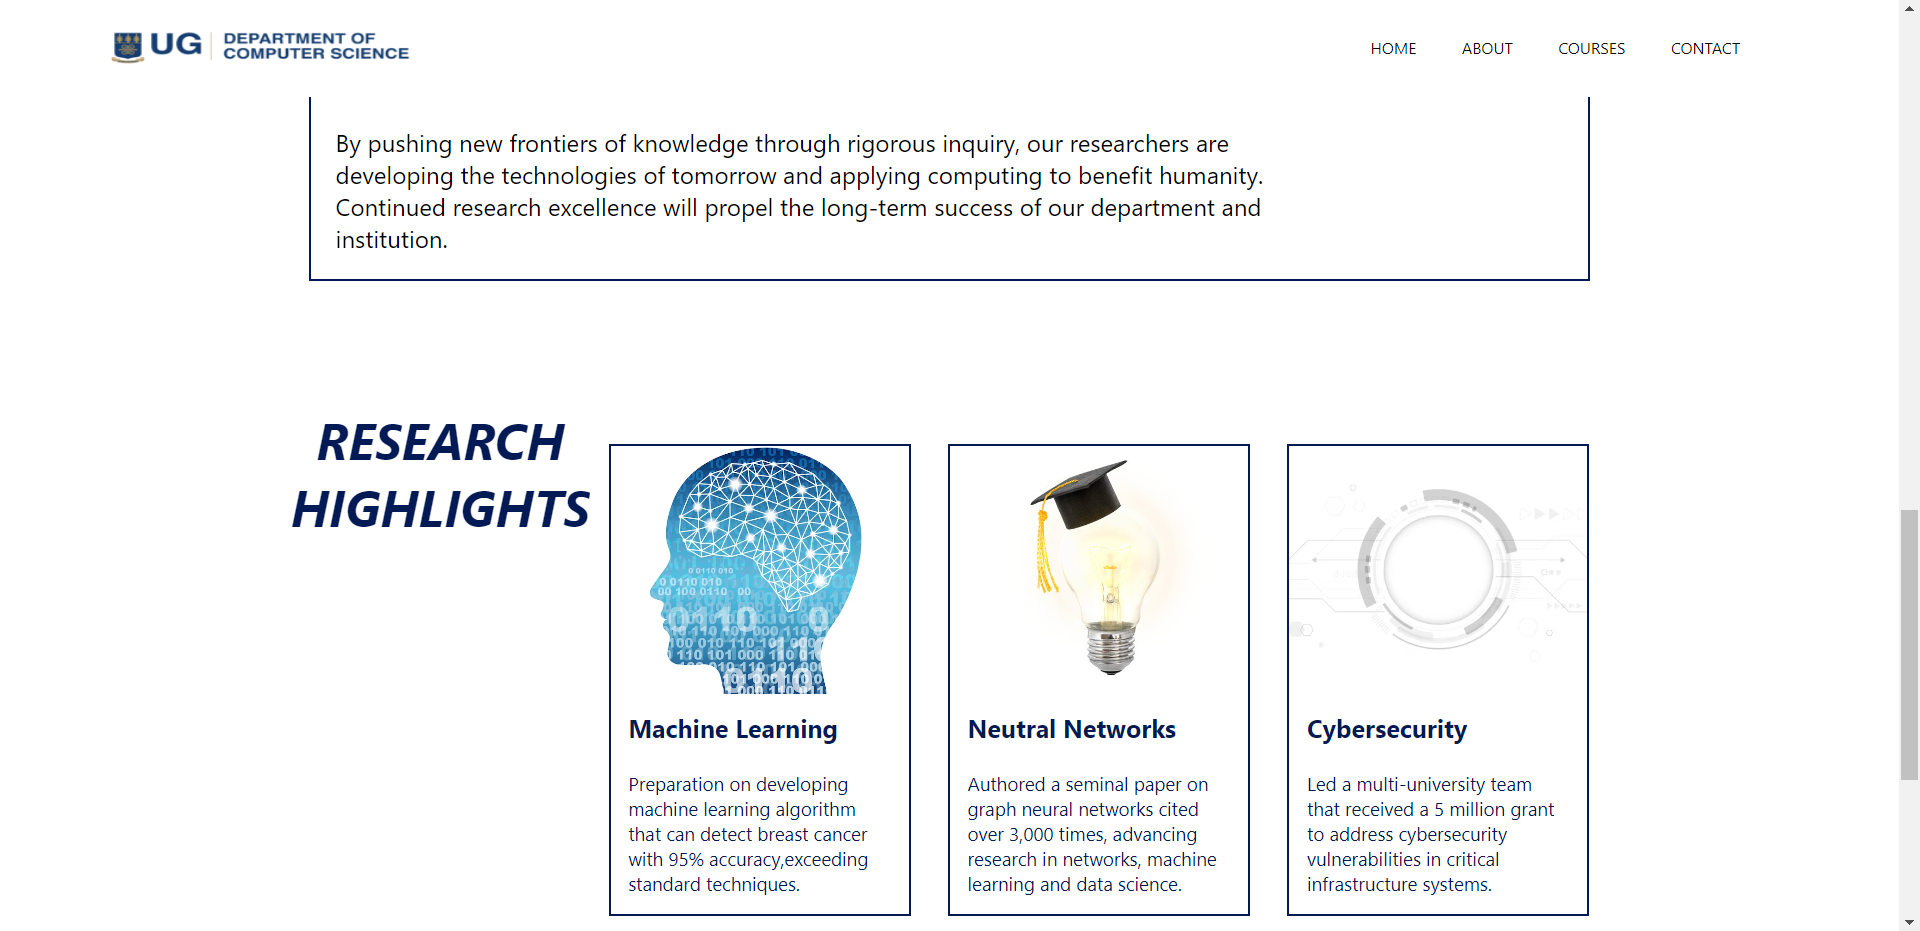 UG
DEPARTMENT OF
COMPUTER SCIENCE
HOME
ABOUT
COURSES
CONTACT
By pushing new frontiers of knowledge through rigorous inquiry, our researchers are
developing the technologies of tomorrow and applying computing to benefit humanity.
Continued research excellence will propel the long-term success of our department and
institution.
RESEARCH
HIGHLIGHTS
Machine Learning
Preparation on developing
machine learning algorithm
that can detect breast cancer
with 95% accuracy,exceeding
standard techniques.
Neutral Networks
Authored a seminal paper on
graph neural networks cited
over 3,000 times, advancing
research in networks, machine
learning and data science.
Cybersecurity
Led a multi-university team
that received a 5 million grant
to address cybersecurity
vulnerabilities in critical
infrastructure systems.